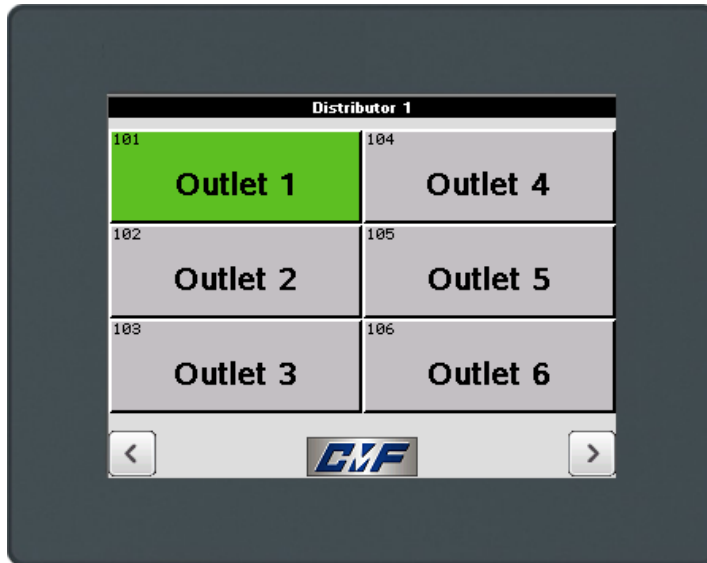 Distributor 1
101
Outlet 1
104
Outlet 4
102
Outlet 2
105
Outlet 5
103
Outlet 3
106
Outlet 6
<
CMF
>